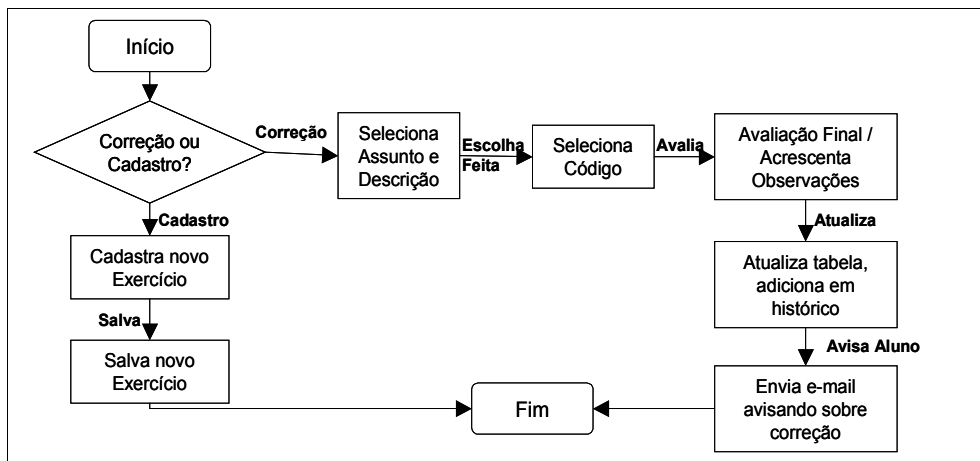 Início
Correção ou
Cadastro?
Correção
Seleciona
Assunto e
Descrição
Escolha
Feita
Seleciona
Código
Avalia
Avaliação Final /
Acrescenta
Observações
Atualiza
Atualiza tabela,
adiciona em
histórico
Avisa Aluno
Envia e-mail
avisando sobre
correção
Cadastro
Cadastra novo
Exercício
Salva
Salva novo
Exercício
Fim